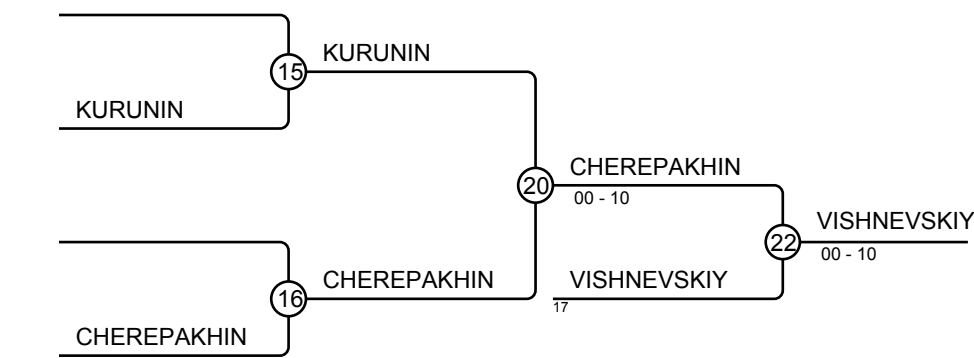 KURUNIN
15
KURUNIN
CHEREPAKHIN
20
00 - 10
VISHNEVSKIY
22
00 - 10
CHEREPAKHIN
VISHNEVSKIY
16
17
CHEREPAKHIN